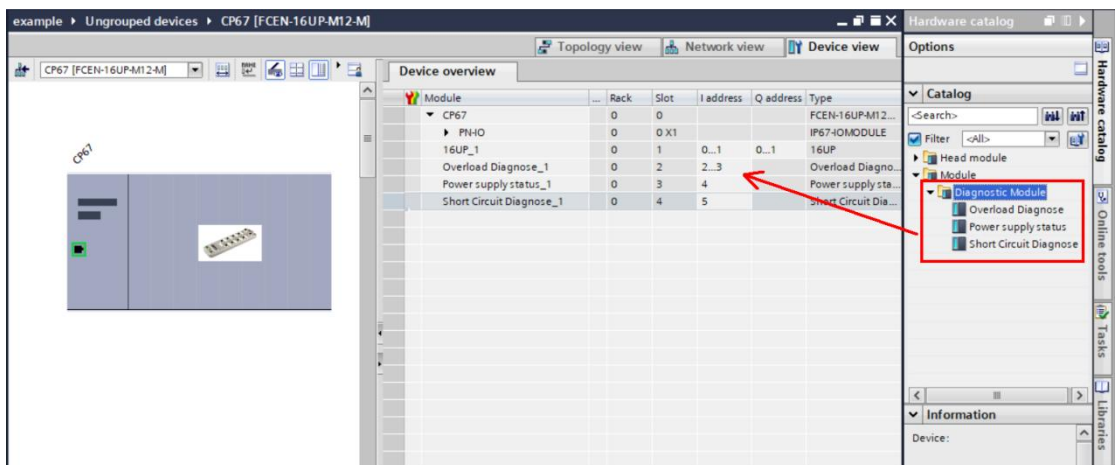 example ▸ Ungrouped devices ▸ CP67 [FCEN-16UP-M12-M]
Hardware catalog
Topology view
Network view
Device view
Options
CP67 [FCEN-16UP-M12-M]
Device overview
Module ... Rack Slot I address Q address Type
CP67 0 0 FCEN-16UP-M12...
PN-IO 0 0 X1 IP67-IOMODULE
16UP_1 0 1 0...1 0...1 16UP
Overload Diagnose_1 0 2 2...3 Overload Diagno...
Power supply status_1 0 3 4 Power supply sta...
Short Circuit Diagnose_1 0 4 5 Short Circuit Dia...
CP67
Catalog
<Search>
Filter <All>
Head module
Module
Diagnostic Module
Overload Diagnose
Power supply status
Short Circuit Diagnose
Information
Device:
Hardware catalog
Online tools
Tasks
Libraries